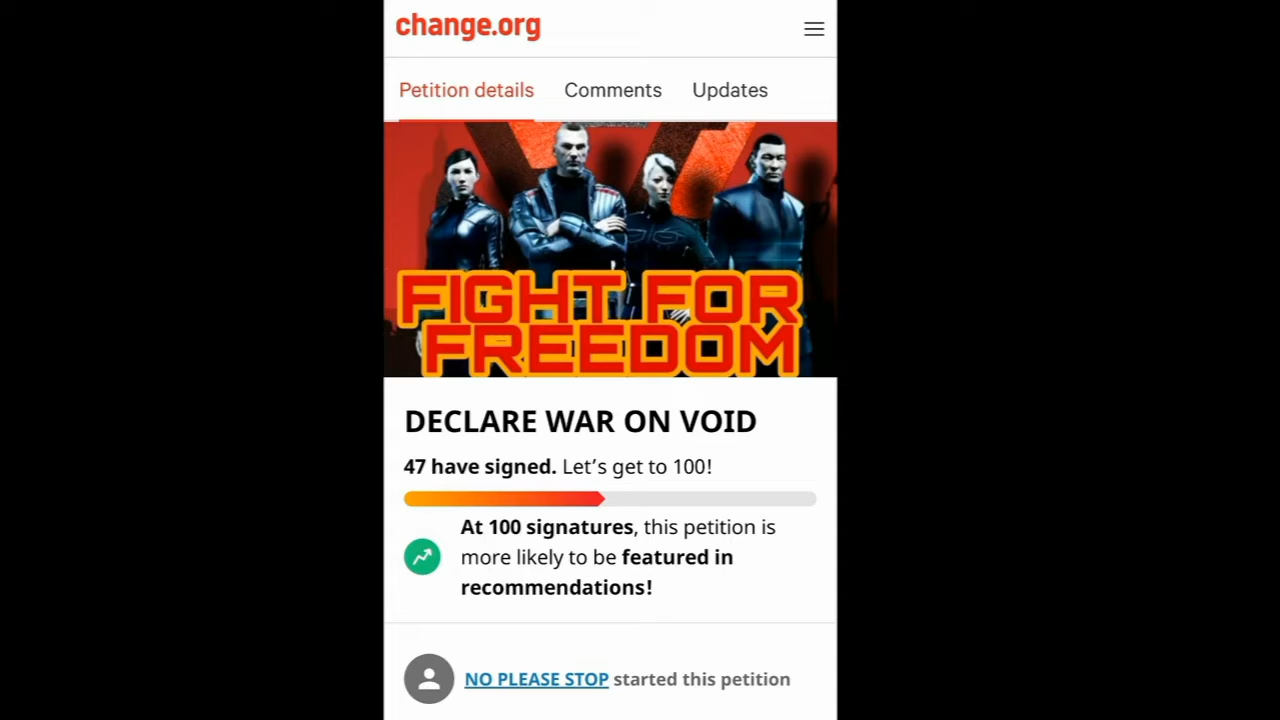 change.org
Petition details Comments Updates
FIGHT FOR
FREEDOM
DECLARE WAR ON VOID
47 have signed. Let’s get to 100!
At 100 signatures, this petition is
more likely to be featured in
recommendations!
NO PLEASE STOP started this petition